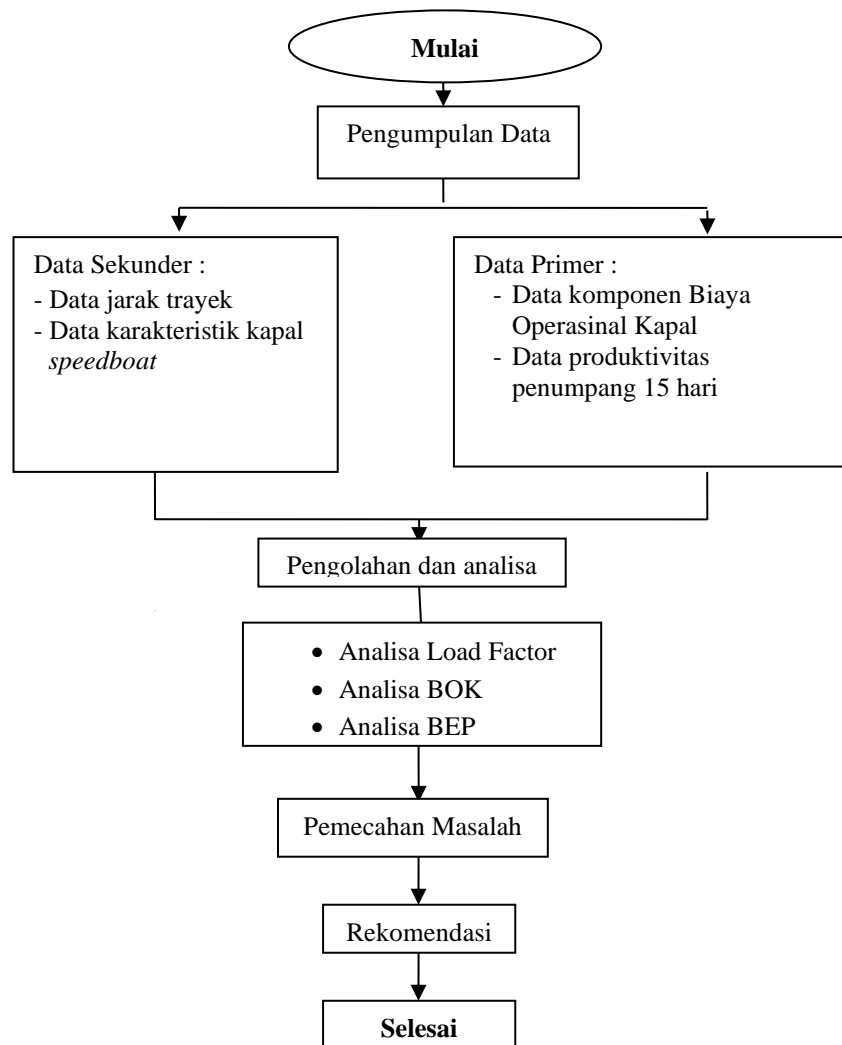 Mulai
Pengumpulan Data
Data Sekunder :
- Data jarak trayek
- Data karakteristik kapal
speedboat
Data Primer :
- Data komponen Biaya
Operasinal Kapal
- Data produktivitas
penumpang 15 hari
Pengolahan dan analisa
• Analisa Load Factor
• Analisa BOK
• Analisa BEP
Pemecahan Masalah
Rekomendasi
Selesai